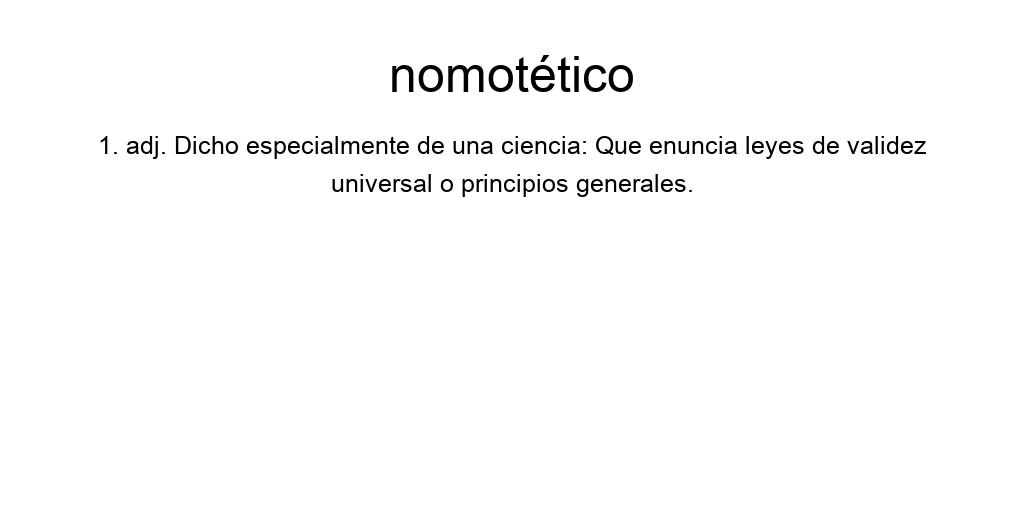 nomotético
1. adj. Dicho especialmente de una ciencia: Que enuncia leyes de validez
universal o principios generales.